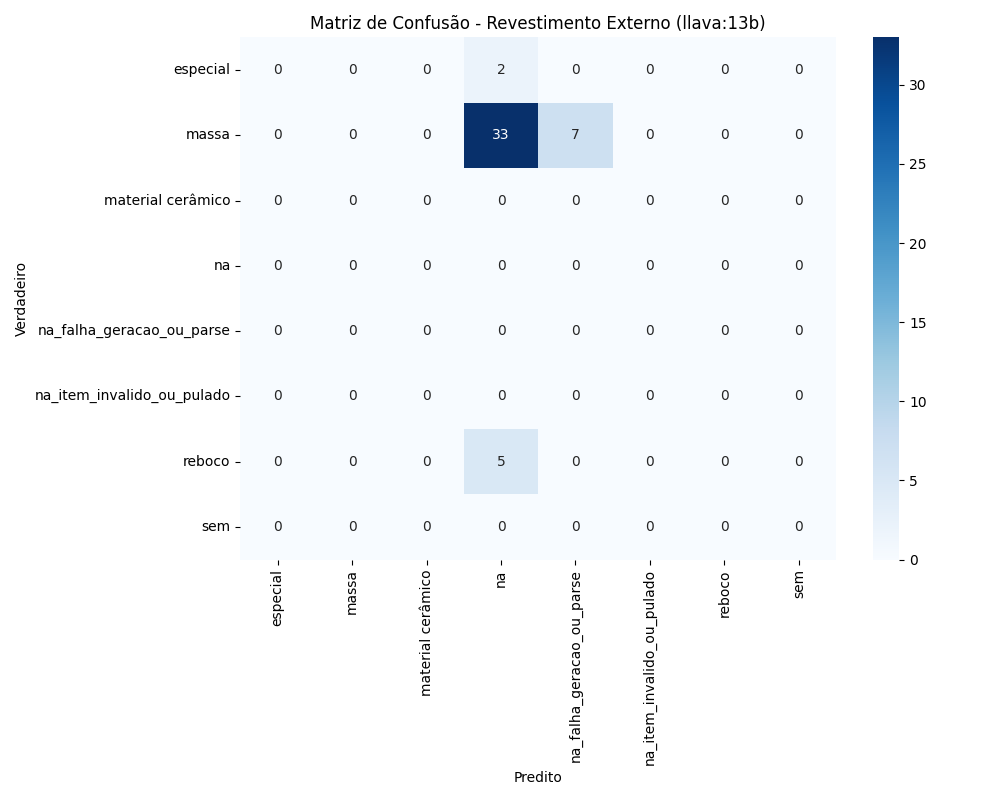 Matriz de Confusão - Revestimento Externo (llava:13b)
Verdadeiro
especial 0 0 0 2 0 0 0 0
massa 0 0 0 33 7 0 0 0
material cerâmico 0 0 0 0 0 0 0 0
na 0 0 0 0 0 0 0 0
na_falha_geracao_ou_parse 0 0 0 0 0 0 0 0
na_item_invalido_ou_pulado 0 0 0 0 0 0 0 0
reboco 0 0 0 5 0 0 0 0
sem 0 0 0 0 0 0 0 0
especial
massa
material cerâmico
na
na_falha_geracao_ou_parse
na_item_invalido_ou_pulado
reboco
sem
Predito
30
25
20
15
10
5
0